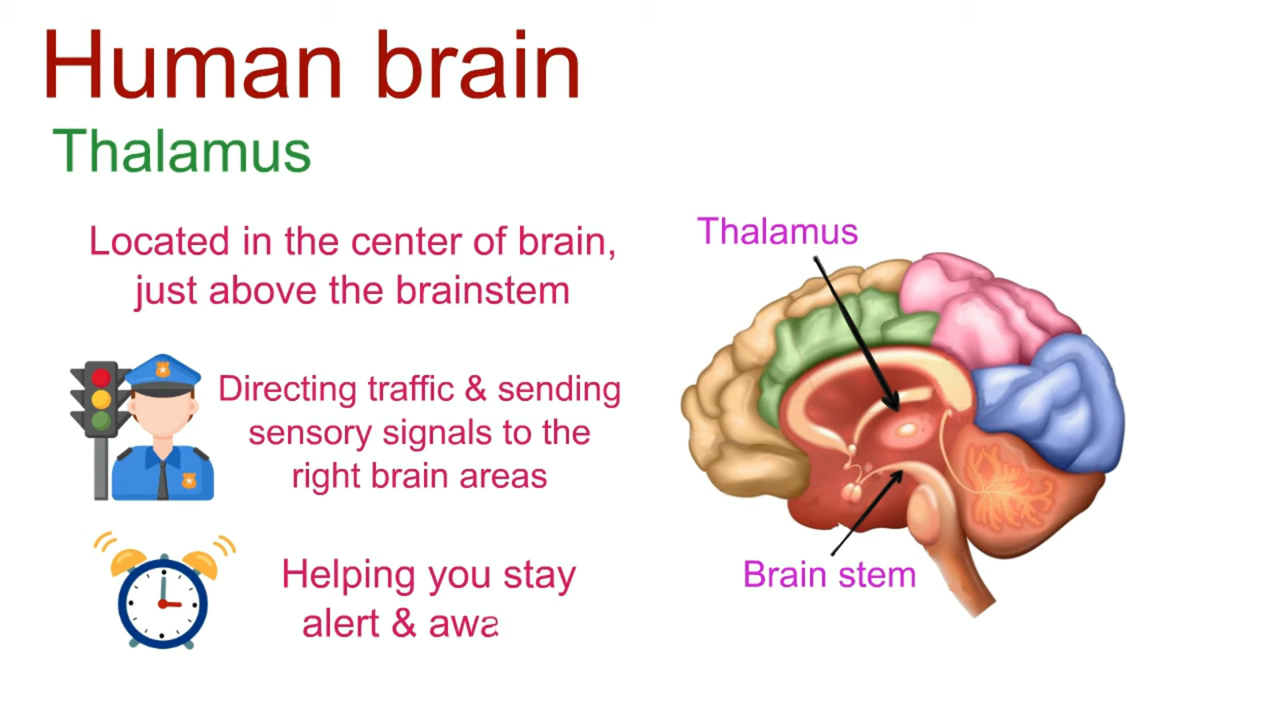 Human brain
Thalamus
Located in the center of brain,
just above the brainstem
Directing traffic & sending
sensory signals to the
right brain areas
Helping you stay
alert & awa
Thalamus
Brain stem